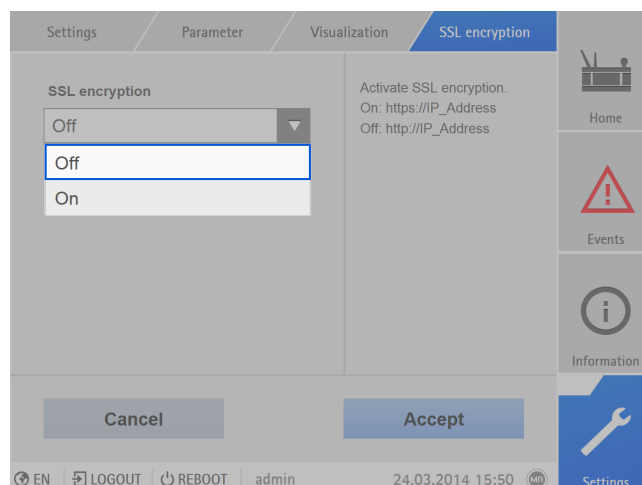 Settings Parameter Visualization SSL encryption
SSL encryption
Off
Off
On
Activate SSL encryption.
On: https://IP_Address
Off: http://IP_Address
Home
Events
Information
Settings
Cancel Accept
EN LOGOUT REBOOT admin 24.03.2014 15:50 MR